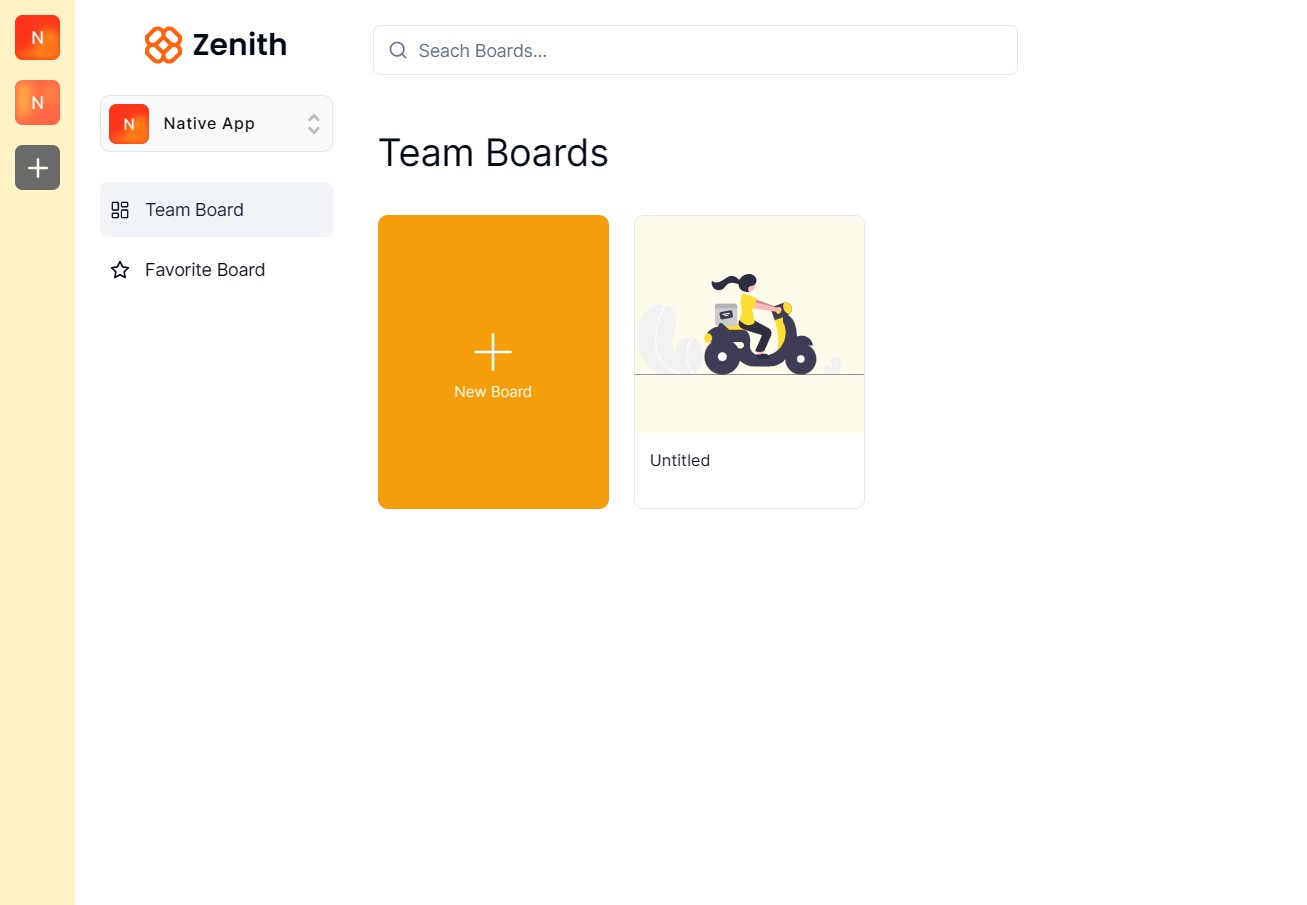 N
N
Zenith
N
Native App
Team Board
Favorite Board
Seach Boards...
Team Boards
New Board
Untitled